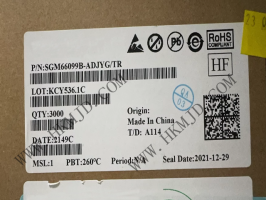 RoHS
COMPLIANT
P/N:SGM66099B-ADJYG/TR
HF
LOT:KCY536.1C
QTY:3000
Origin:
Made In China
T/D: A114
DATE:2149C
MSL:1 PBT:260°C Period:N/A Seal Date:2021-12-29
WWW.HKMJD.COM